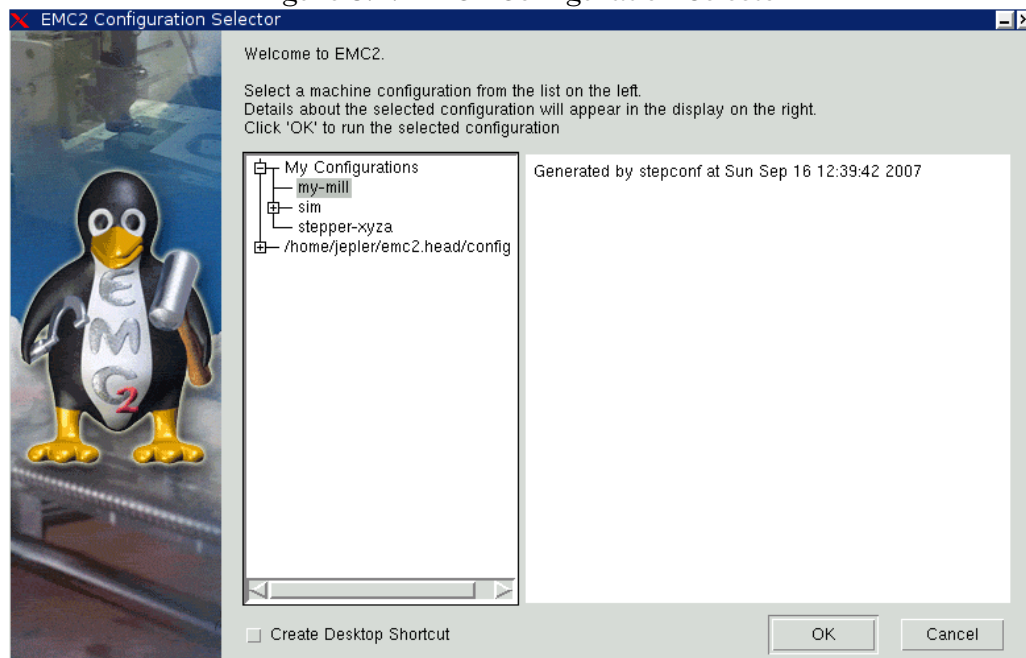 EMC2 Configuration Selector
Welcome to EMC2.
Select a machine configuration from the list on the left.
Details about the selected configuration will appear in the display on the right.
Click 'OK' to run the selected configuration
My Configurations
my-mill
sim
stepper-xyza
/home/jepler/emc2.head/config
Generated by stepconf at Sun Sep 16 12:39:42 2007
EMC2
Create Desktop Shortcut
OK
Cancel